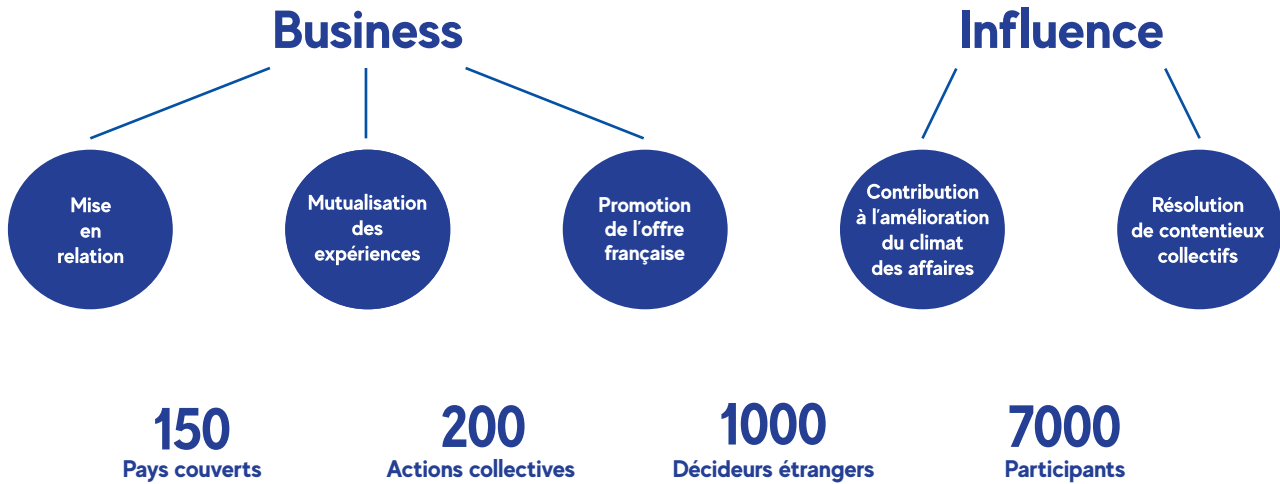 Business
Influence
Mise
en
relation
Mutualisation
des
expériences
Promotion
de l'offre
française
Contribution
à l'amélioration
du climat
des affaires
Résolution
de contentieux
collectifs
150
Pays couverts
200
Actions collectives
1000
Décideurs étrangers
7000
Participants